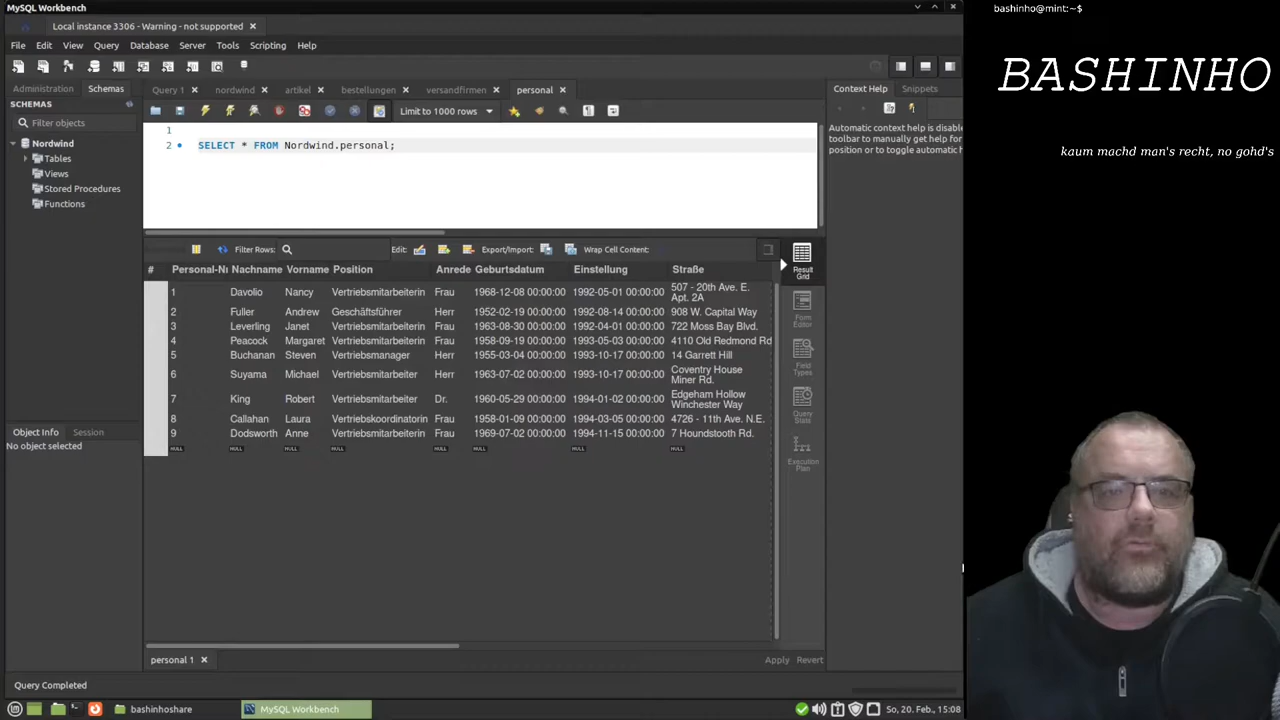 MySQL Workbench
bashinho@mint:~$
Local instance 3306 - Warning - not supported
File Edit View Query Database Server Tools Scripting Help
BASHINHO
kaum machd man's recht, no gohd's
Administration Schemas
Query 1 nordwind artikel bestellungen versandfirmen personal
Context Help Snippets
SCHEMAS
Limit to 1000 rows
Filter objects
Automatic context help is disable
toolbar to manually get help for
position or to toggle automatic h
1
2 SELECT * FROM Nordwind.personal;
Nordwind
Tables
Views
Stored Procedures
Functions
Filter Rows: Edit: Export/Import: Wrap Cell Content:
Result
Grid
Form
Editor
Field
Types
Query
Stats
Execution
Plan
# Personal-Nr Nachname Vorname Position Anrede Geburtsdatum Einstellung Straße
1 Davolio Nancy Vertriebsmitarbeiterin Frau 1968-12-08 00:00:00 1992-05-01 00:00:00 507 - 20th Ave. E.
Apt. 2A
2 Fuller Andrew Geschäftsführer Herr 1952-02-19 00:00:00 1992-08-14 00:00:00 908 W. Capital Way
3 Leverling Janet Vertriebsmitarbeiterin Frau 1963-08-30 00:00:00 1992-04-01 00:00:00 722 Moss Bay Blvd.
4 Peacock Margaret Vertriebsmitarbeiterin Frau 1958-09-19 00:00:00 1993-05-03 00:00:00 4110 Old Redmond Rd
5 Buchanan Steven Vertriebsmanager Herr 1955-03-04 00:00:00 1993-10-17 00:00:00 14 Garrett Hill
6 Suyama Michael Vertriebsmitarbeiter Herr 1963-07-02 00:00:00 1993-10-17 00:00:00 Coventry House
Miner Rd.
7 King Robert Vertriebsmitarbeiter Dr. 1960-05-29 00:00:00 1994-01-02 00:00:00 Edgeham Hollow
Winchester Way
8 Callahan Laura Vertriebskoordinatorin Frau 1958-01-09 00:00:00 1994-03-05 00:00:00 4726 - 11th Ave. N.E.
9 Dodsworth Anne Vertriebsmitarbeiterin Frau 1969-07-02 00:00:00 1994-11-15 00:00:00 7 Houndstooth Rd.
NULL NULL NULL NULL NULL NULL NULL NULL
Object Info Session
No object selected
personal 1
Apply Revert
Query Completed
bashinhoshare MySQL Workbench So, 20. Feb., 15:08